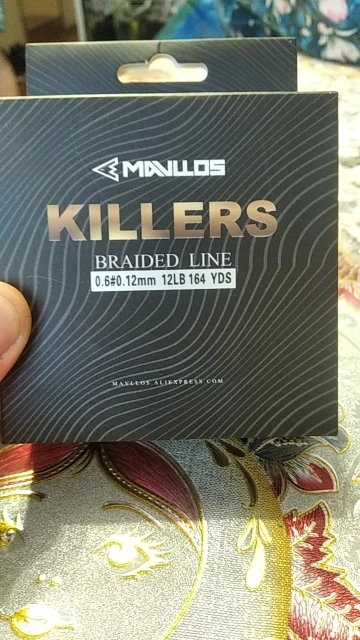 MAVLLOS
KILLERS
BRAIDED LINE
0.6#0.12mm 12LB 164 YDS
MAVLLOS.ALIEXPRESS.COM